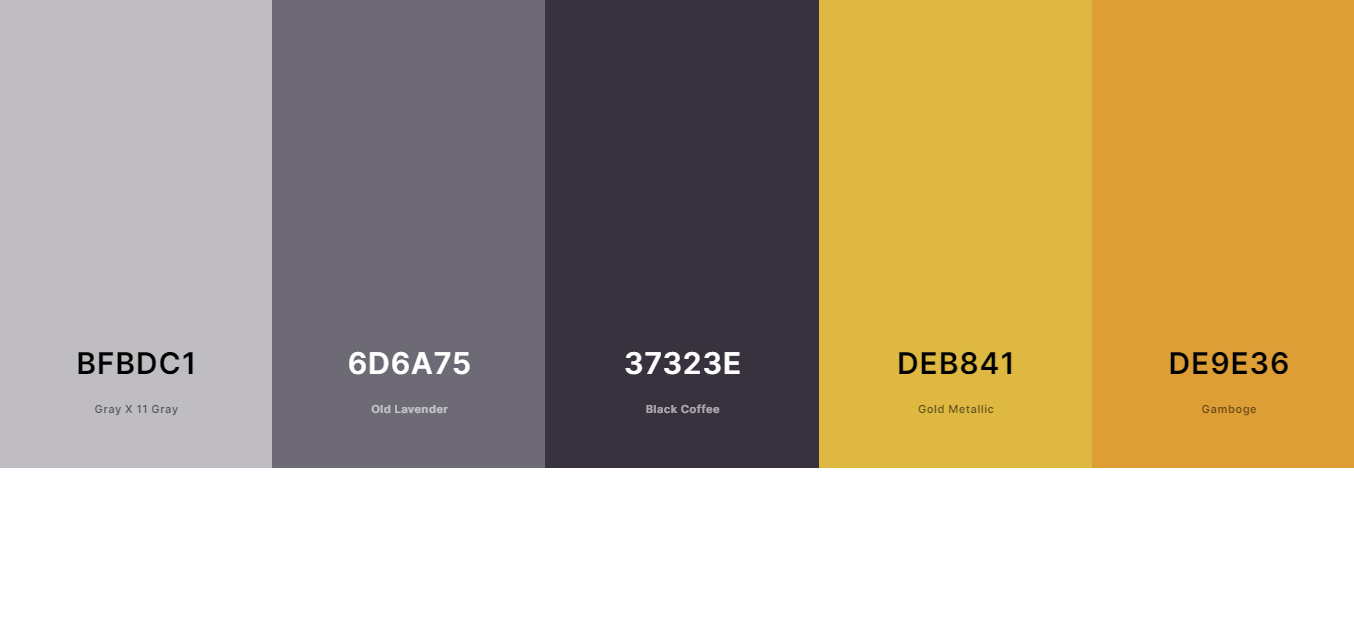 BFBDC1
Gray X 11 Gray
6D6A75
Old Lavender
37323E
Black Coffee
DEB841
Gold Metallic
DE9E36
Gamboge